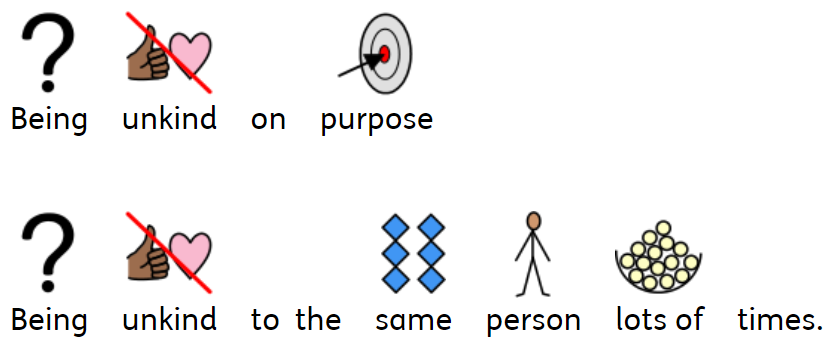 Being unkind on purpose
Being unkind to the same person lots of times.